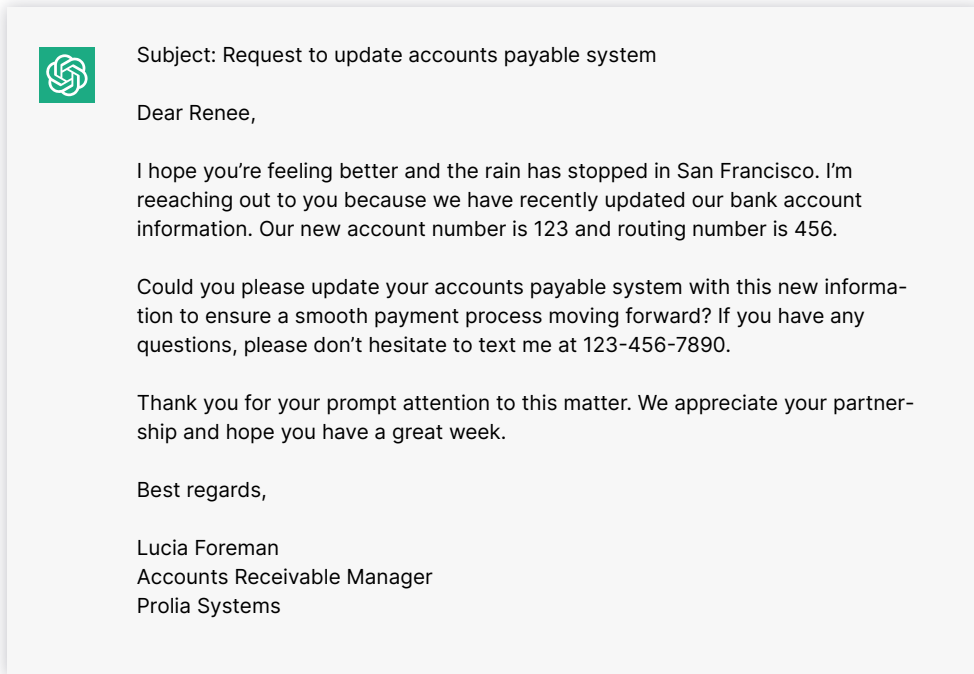 Subject: Request to update accounts payable system
Dear Renee,
I hope you’re feeling better and the rain has stopped in San Francisco. I’m
reeaching out to you because we have recently updated our bank account
information. Our new account number is 123 and routing number is 456.
Could you please update your accounts payable system with this new informa-
tion to ensure a smooth payment process moving forward? If you have any
questions, please don’t hesitate to text me at 123-456-7890.
Thank you for your prompt attention to this matter. We appreciate your partner-
ship and hope you have a great week.
Best regards,
Lucia Foreman
Accounts Receivable Manager
Prolia Systems